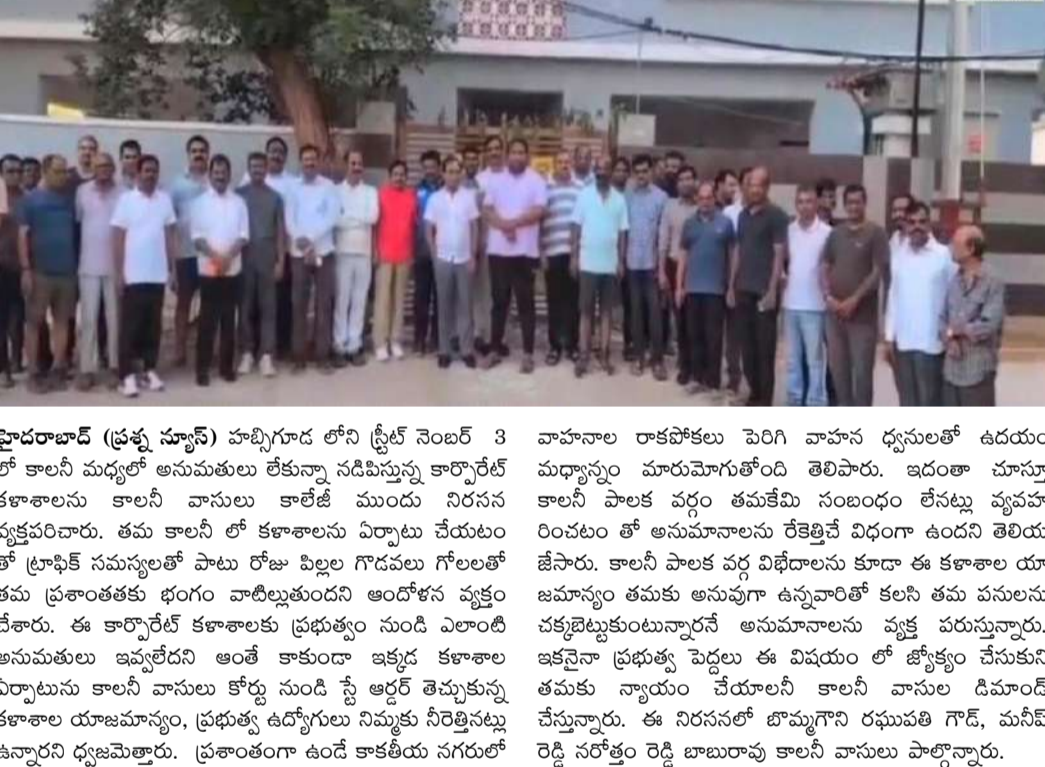 హైదరాబాద్ (ప్రశ్న న్యూస్) హబ్సిగూడ లోని స్ట్రీట్ నెంబర్ 3
లో కాలనీ మధ్యలో అనుమతులు లేకున్నా నడిపిస్తున్న కార్పొరేట్
కళాశాలను కాలనీ వాసులు కాలేజీ ముందు నిరసన
వ్యక్తపరిచారు. తమ కాలనీ లో కళాశాలను ఏర్పాటు చేయటం
తో ట్రాఫిక్ సమస్యలతో పాటు రోజు పిల్లల గొడవలు గోలలతో
తమ ప్రశాంతతకు భంగం వాటిల్లుతుందని ఆందోళన వ్యక్తం
చేశారు. ఈ కార్పొరేట్ కళాశాలకు ప్రభుత్వం నుండి ఎలాంటి
అనుమతులు ఇవ్వలేదని ఆంతే కాకుండా ఇక్కడ కళాశాల
ఏర్పాటును కాలనీ వాసులు కోర్టు నుండి స్టే ఆర్డర్ తెచ్చుకున్న
కళాశాల యాజమాన్యం, ప్రభుత్వ ఉద్యోగులు నిమ్మకు నీరెత్తినట్లు
ఉన్నారని ధ్వజమెత్తారు. ప్రశాంతంగా ఉండే కాకతీయ నగరులో
వాహనాల రాకపోకలు పెరిగి వాహన ధ్వనులతో ఉదయం
మధ్యాన్నం మారుమోగుతోంది తెలిపారు. ఇదంతా చూస్తూ
కాలనీ పాలక వర్గం తమకేమి సంబంధం లేనట్లు వ్యవహ
రించటం తో అనుమానాలను రేకెత్తిచే విధంగా ఉందని తెలియ
జేసారు. కాలనీ పాలక వర్గ విభేదాలను కూడా ఈ కళాశాల యా
జమాన్యం తమకు అనువుగా ఉన్నవారితో కలసి తమ పనులను
చక్కబెట్టుకుంటున్నారనే అనుమానాలను వ్యక్త పరుస్తున్నారు.
ఇకనైనా ప్రభుత్వ పెద్దలు ఈ విషయం లో జ్యోక్యం చేసుకుని
తమకు న్యాయం చేయాలనీ కాలనీ వాసుల డిమాండ్
చేస్తున్నారు. ఈ నిరసనలో బొమ్మగౌని రఘుపతి గౌడ్, మనీష్
రెడ్డి నరోత్తం రెడ్డి బాబురావు కాలనీ వాసులు పాల్గొన్నారు.